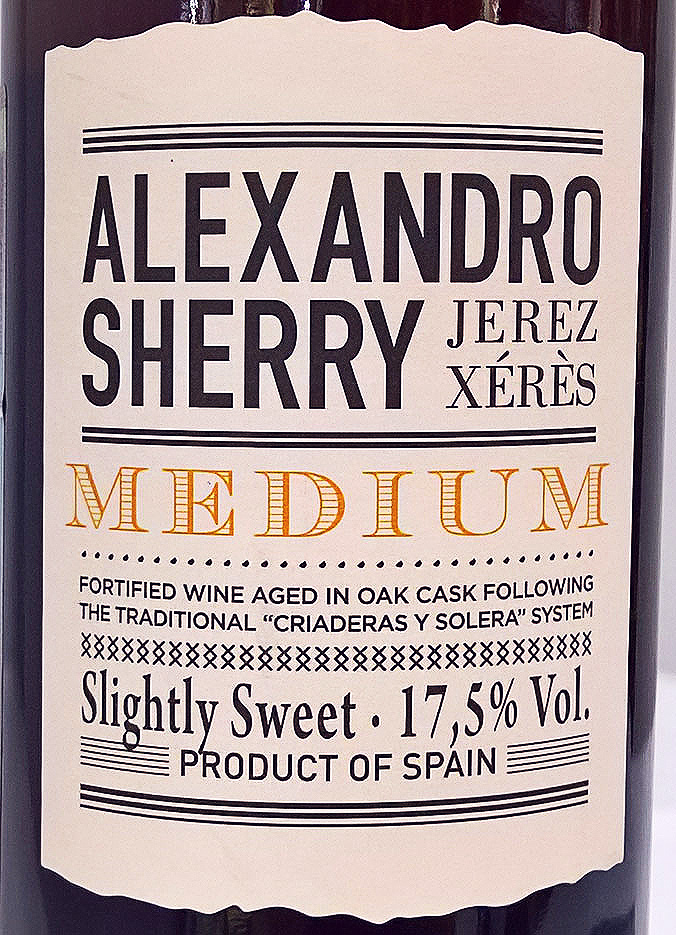 ALEXANDRO
SHERRY
JEREZ
XÉRÈS
MEDIUM
FORTIFIED WINE AGED IN OAK CASK FOLLOWING
THE TRADITIONAL “CRIADERAS Y SOLERA” SYSTEM
Slightly Sweet · 17,5% Vol.
PRODUCT OF SPAIN